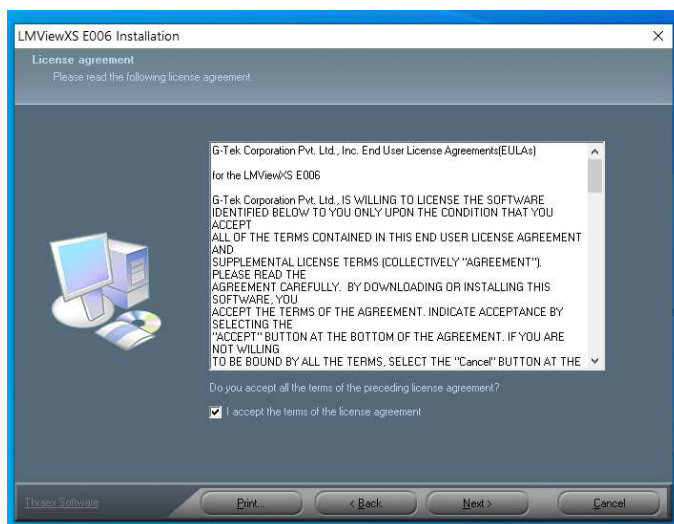 LMViewXS E006 Installation
License agreement
Please read the following license agreement.
G-Tek Corporation Pvt. Ltd., Inc. End User License Agreements(EULAs)
for the LMViewXS E006
G-Tek Corporation Pvt. Ltd., IS WILLING TO LICENSE THE SOFTWARE
IDENTIFIED BELOW TO YOU ONLY UPON THE CONDITION THAT YOU
ACCEPT
ALL OF THE TERMS CONTAINED IN THIS END USER LICENSE AGREEMENT
AND
SUPPLEMENTAL LICENSE TERMS (COLLECTIVELY "AGREEMENT").
PLEASE READ THE
AGREEMENT CAREFULLY. BY DOWNLOADING OR INSTALLING THIS
SOFTWARE, YOU
ACCEPT THE TERMS OF THE AGREEMENT. INDICATE ACCEPTANCE BY
SELECTING THE
"ACCEPT" BUTTON AT THE BOTTOM OF THE AGREEMENT. IF YOU ARE
NOT WILLING
TO BE BOUND BY ALL THE TERMS, SELECT THE "Cancel" BUTTON AT THE
Do you accept all the terms of the preceding license agreement?
I accept the terms of the license agreement
Thraex Software
Print...
< Back
Next >
Cancel